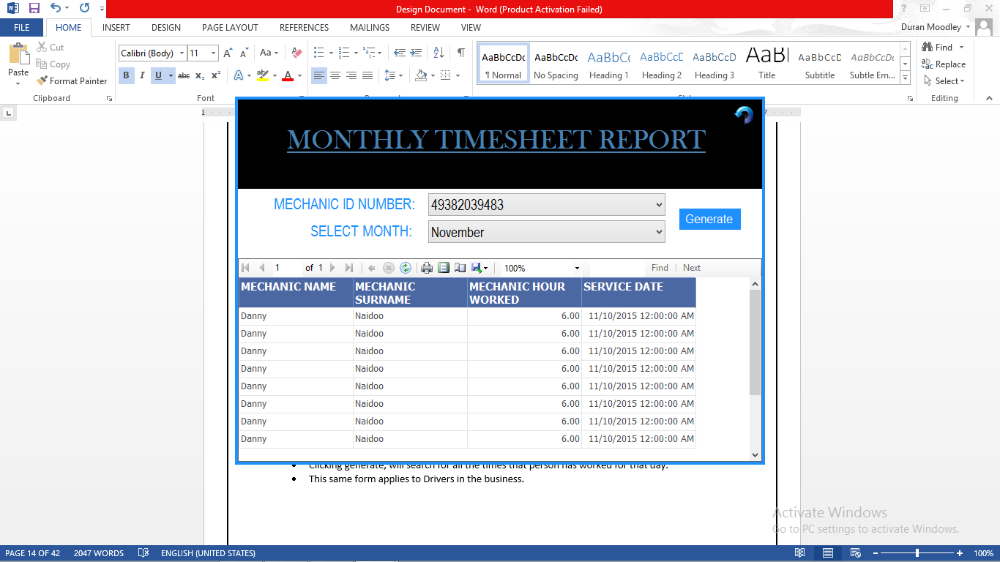 Design Document - Word (Product Activation Failed)
FILE HOME INSERT DESIGN PAGE LAYOUT REFERENCES MAILINGS REVIEW VIEW Duran Moodley
Paste Cut
Copy
Format Painter
Clipboard
Calibri (Body) 11 Aa
B I U abc x₂ x² A ab A
Font
AaBbCcDc AaBbCcDc AaBbCc AaBbCcE AaBbCcD AaBl AaBbCcD AaBbCcDc
¶ Normal No Spacing Heading 1 Heading 2 Heading 3 Title Subtitle Subtle Em...
Find
Replace
Select
Editing
MONTHLY TIMESHEET REPORT
MECHANIC ID NUMBER: 49382039483
SELECT MONTH: November
Generate
1 of 1 100% Find | Next
MECHANIC NAME MECHANIC SURNAME MECHANIC HOUR WORKED SERVICE DATE
Danny Naidoo 6.00 11/10/2015 12:00:00 AM
Danny Naidoo 6.00 11/10/2015 12:00:00 AM
Danny Naidoo 6.00 11/10/2015 12:00:00 AM
Danny Naidoo 6.00 11/10/2015 12:00:00 AM
Danny Naidoo 6.00 11/10/2015 12:00:00 AM
Danny Naidoo 6.00 11/10/2015 12:00:00 AM
Danny Naidoo 6.00 11/10/2015 12:00:00 AM
Danny Naidoo 6.00 11/10/2015 12:00:00 AM
• Clicking generate, will search for all the times that person has worked for that day.
• This same form applies to Drivers in the business.
Activate Windows
Go to PC settings to activate Windows.
PAGE 14 OF 42 2047 WORDS ENGLISH (UNITED STATES) 100%